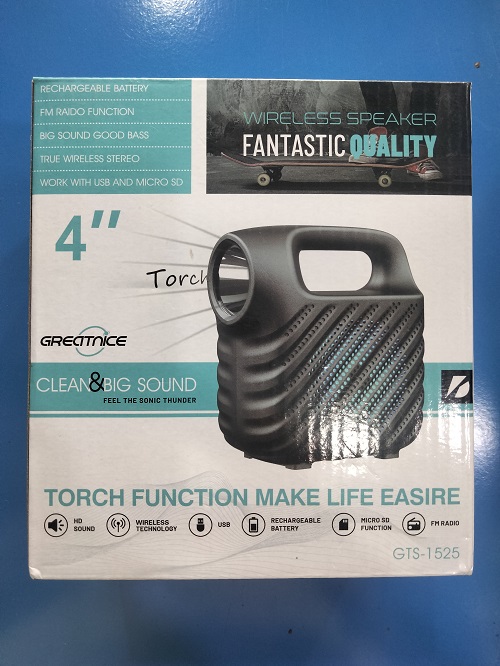 RECHARGEABLE BATTERY
FM RAIDO FUNCTION
BIG SOUND GOOD BASS
TRUE WIRELESS STEREO
WORK WITH USB AND MICRO SD
WIRELESS SPEAKER
FANTASTIC QUALITY
4"
Torch
GREATNICE
CLEAN&BIG SOUND
FEEL THE SONIC THUNDER
TORCH FUNCTION MAKE LIFE EASIRE
HD SOUND
WIRELESS TECHNOLOGY
USB
RECHARGEABLE BATTERY
MICRO SD FUNCTION
FM RADIO
GTS-1525